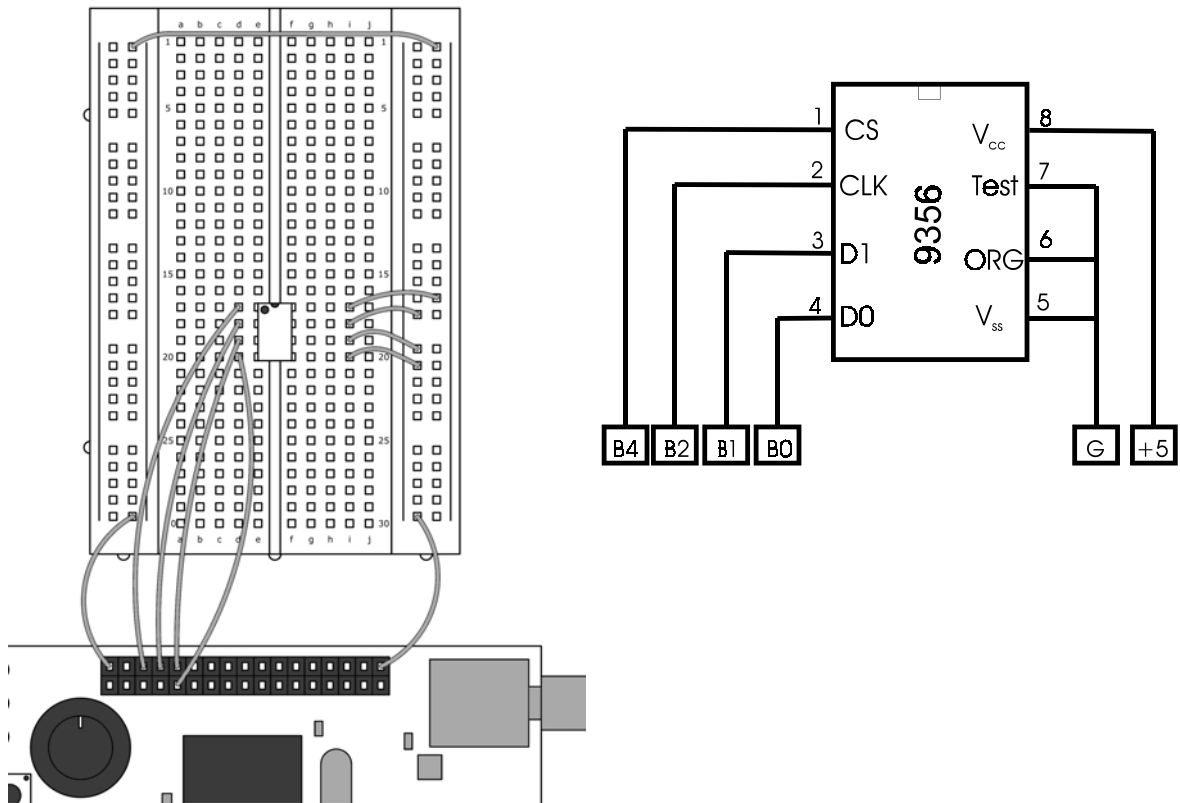 a b c d e f g h i j
1 1
5 5
10 10
15 15
20 20
25 25
0 30
a b c d e f g h i j
1 CS
2 CLK
3 D1
4 D0
9356
Vcc 8
Test 7
ORG 6
Vss 5
B4 B2 B1 B0 G +5